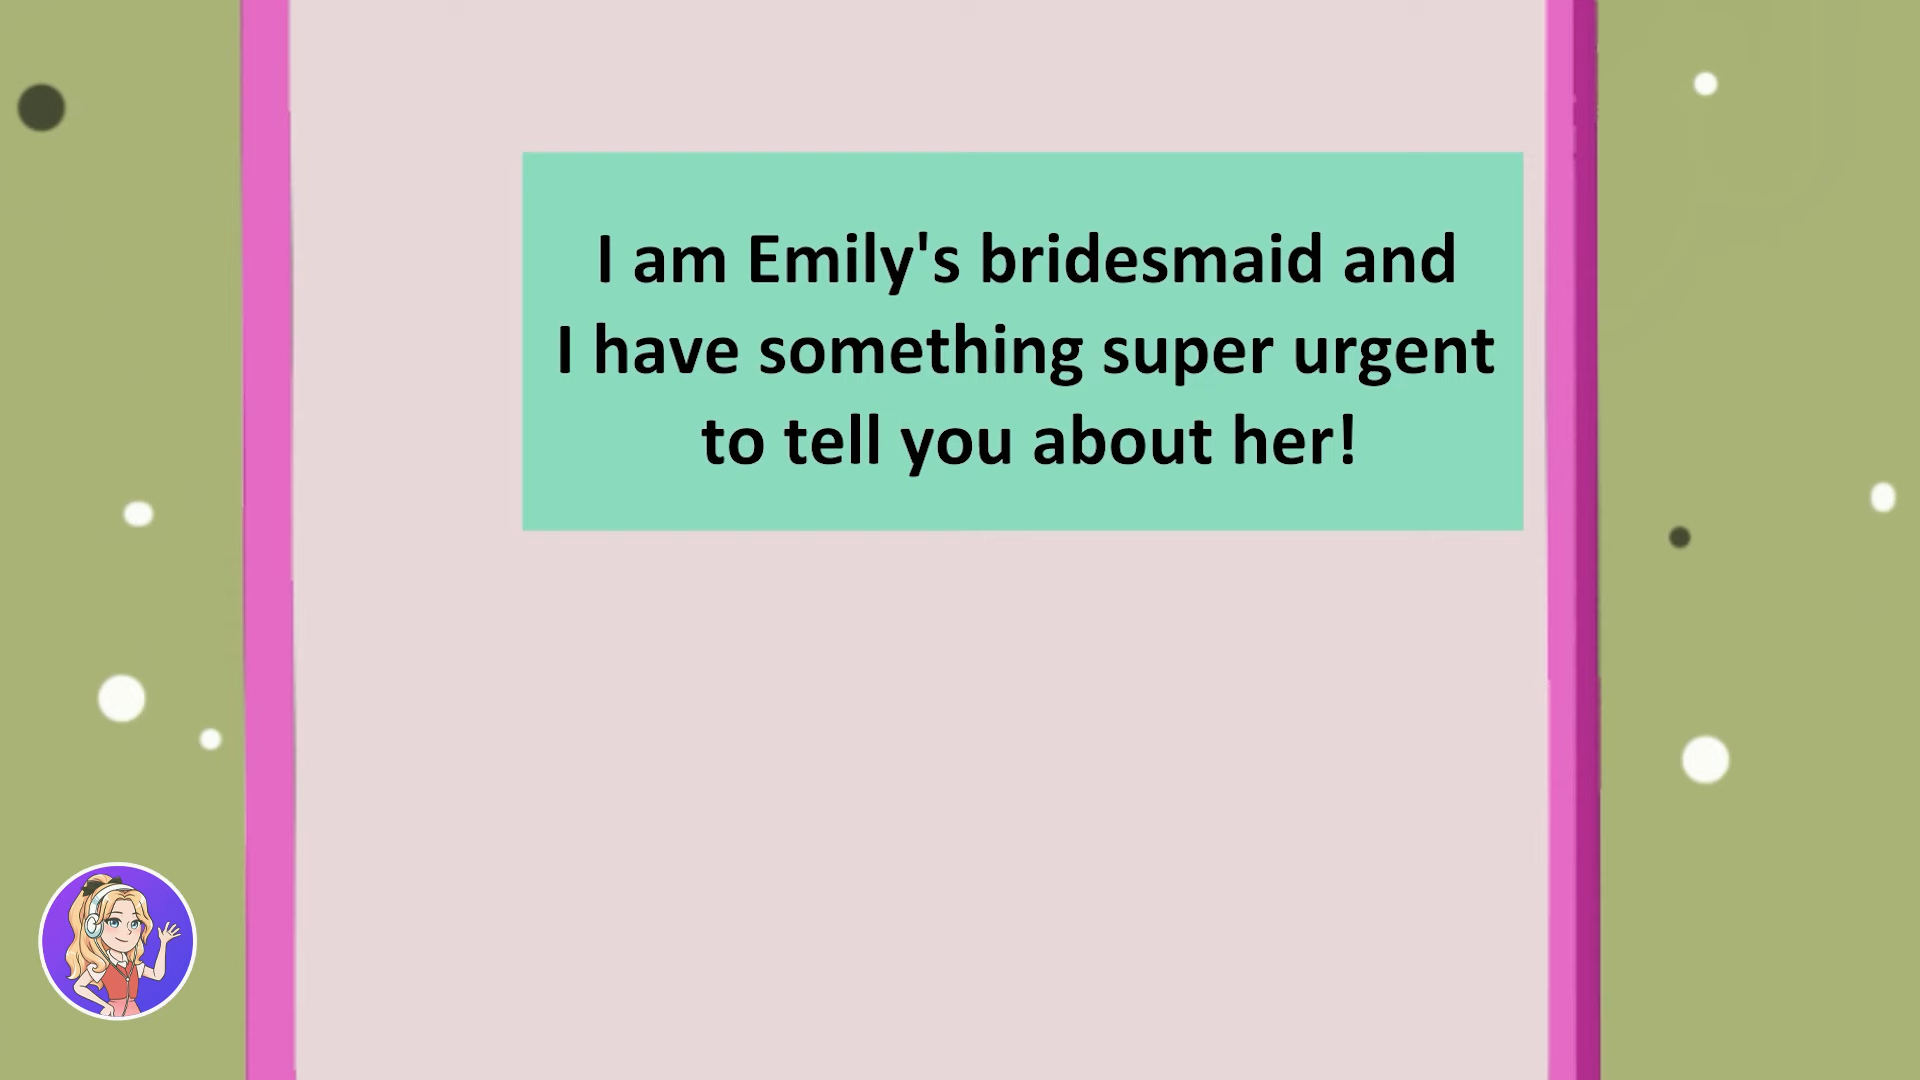 I am Emily's bridesmaid and
I have something super urgent
to tell you about her!